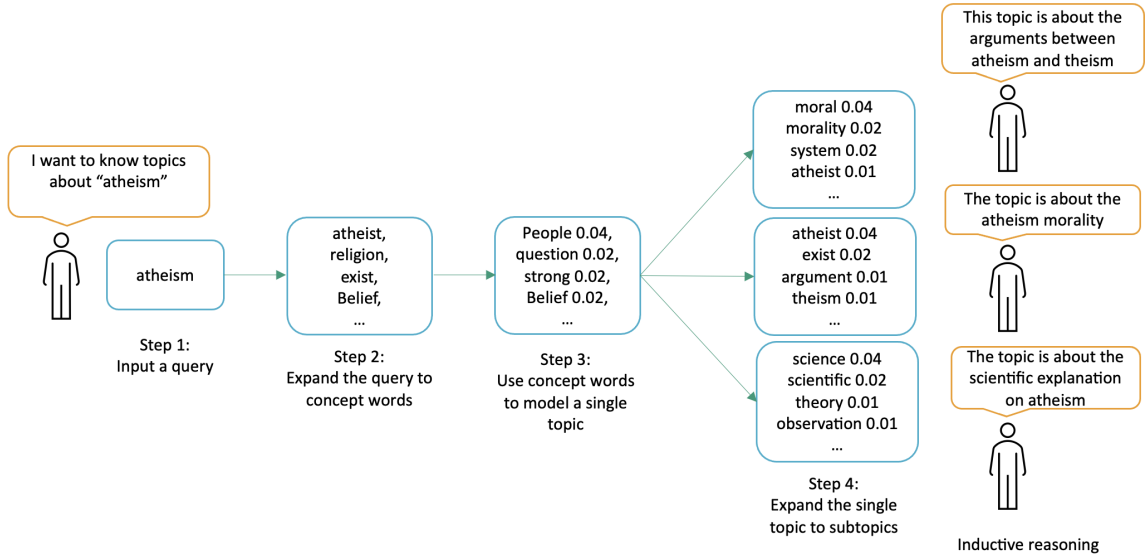 I want to know topics
about “atheism”
atheism
Step 1:
Input a query
atheist,
religion,
exist,
Belief,
...
Step 2:
Expand the query to
concept words
People 0.04,
question 0.02,
strong 0.02,
Belief 0.02,
...
Step 3:
Use concept words
to model a single
topic
moral 0.04
morality 0.02
system 0.02
atheist 0.01
...
atheist 0.04
exist 0.02
argument 0.01
theism 0.01
...
science 0.04
scientific 0.02
theory 0.01
observation 0.01
...
Step 4:
Expand the single
topic to subtopics
This topic is about the
arguments between
atheism and theism
The topic is about the
atheism morality
The topic is about the
scientific explanation
on atheism
Inductive reasoning